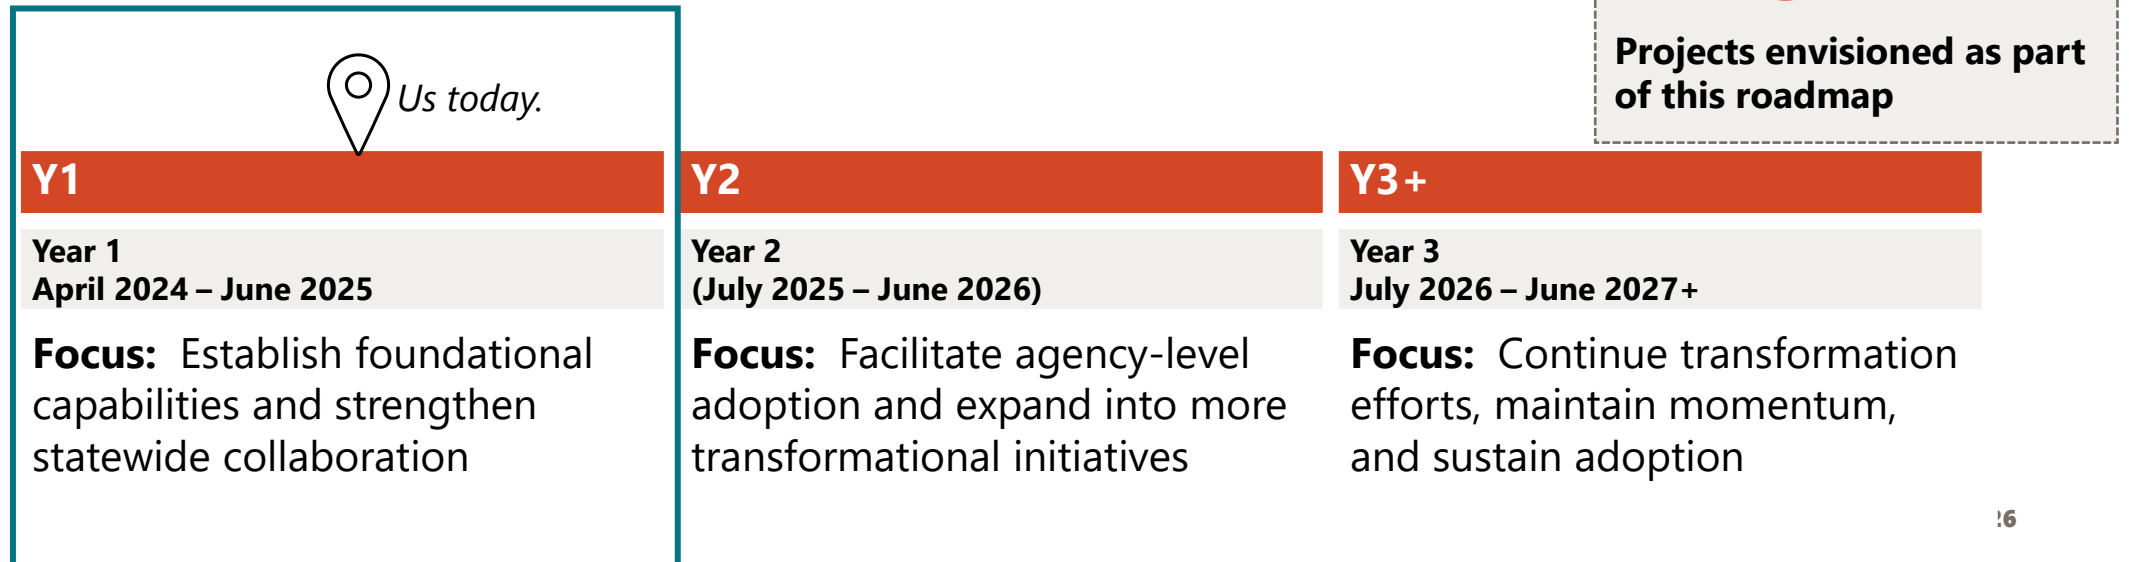 Projects envisioned as part
of this roadmap
Us today.
Y1
Y2
Y3+
Year 1
April 2024 – June 2025
Year 2
(July 2025 – June 2026)
Year 3
July 2026 – June 2027+
Focus: Establish foundational
capabilities and strengthen
statewide collaboration
Focus: Facilitate agency-level
adoption and expand into more
transformational initiatives
Focus: Continue transformation
efforts, maintain momentum,
and sustain adoption